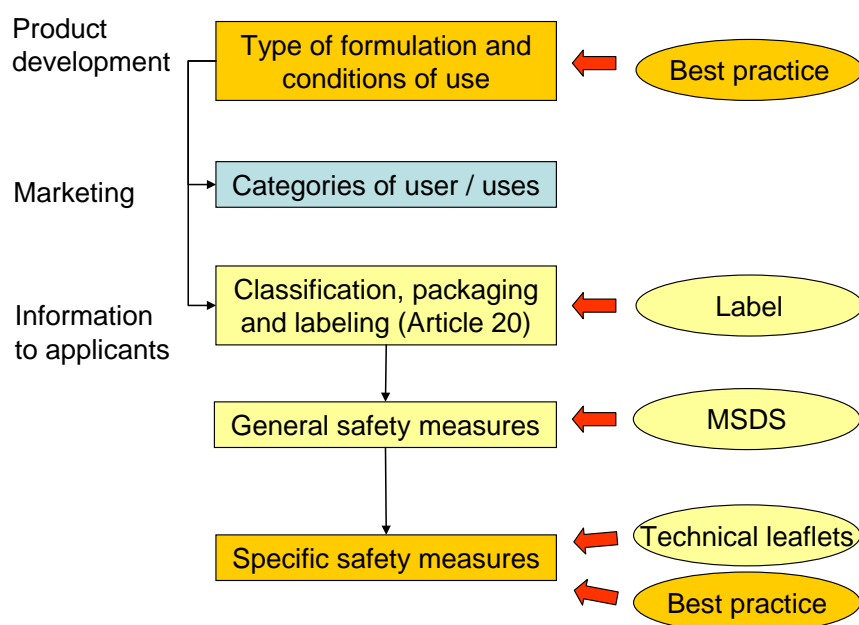 Product
development
Type of formulation and
conditions of use
Best practice
Marketing
Categories of user / uses
Information
to applicants
Classification, packaging
and labeling (Article 20)
Label
General safety measures
MSDS
Specific safety measures
Technical leaflets
Best practice